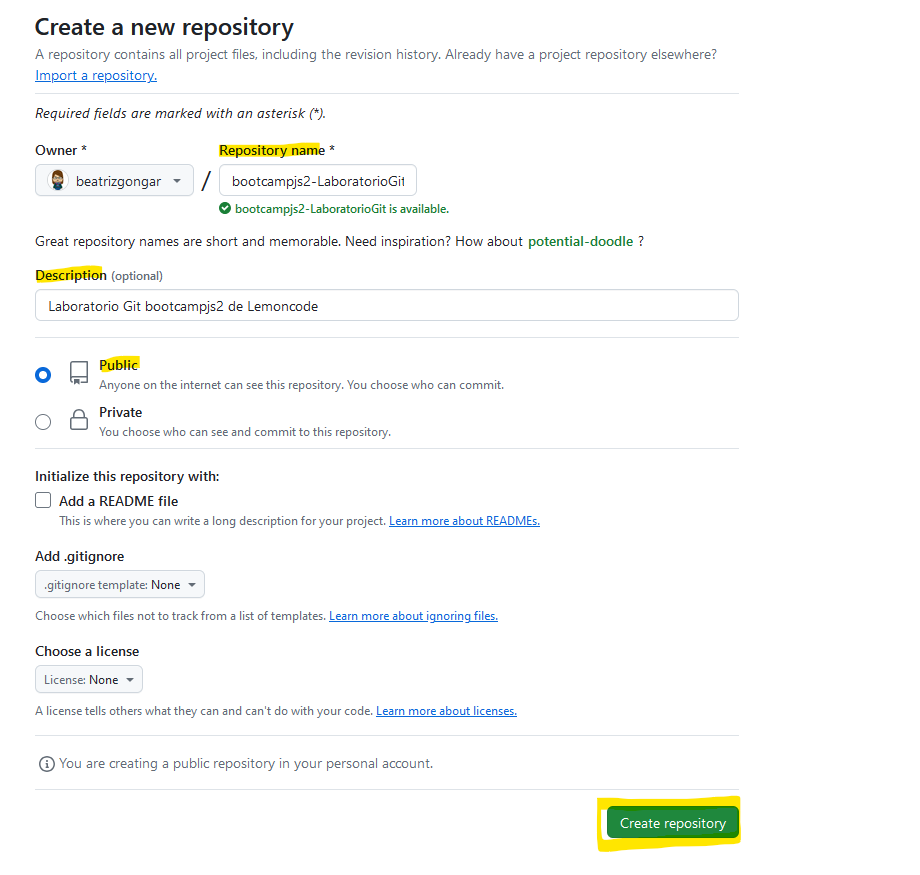 Create a new repository
A repository contains all project files, including the revision history. Already have a project repository elsewhere?
Import a repository.
Required fields are marked with an asterisk (*).
Owner *
Repository name *
beatrizgongar
/
bootcampjs2-LaboratorioGit
bootcampjs2-LaboratorioGit is available.
Great repository names are short and memorable. Need inspiration? How about potential-doodle ?
Description (optional)
Laboratorio Git bootcampjs2 de Lemoncode
Public
Anyone on the internet can see this repository. You choose who can commit.
Private
You choose who can see and commit to this repository.
Initialize this repository with:
Add a README file
This is where you can write a long description for your project. Learn more about READMEs.
Add .gitignore
.gitignore template: None
Choose which files not to track from a list of templates. Learn more about ignoring files.
Choose a license
License: None
A license tells others what they can and can't do with your code. Learn more about licenses.
You are creating a public repository in your personal account.
Create repository